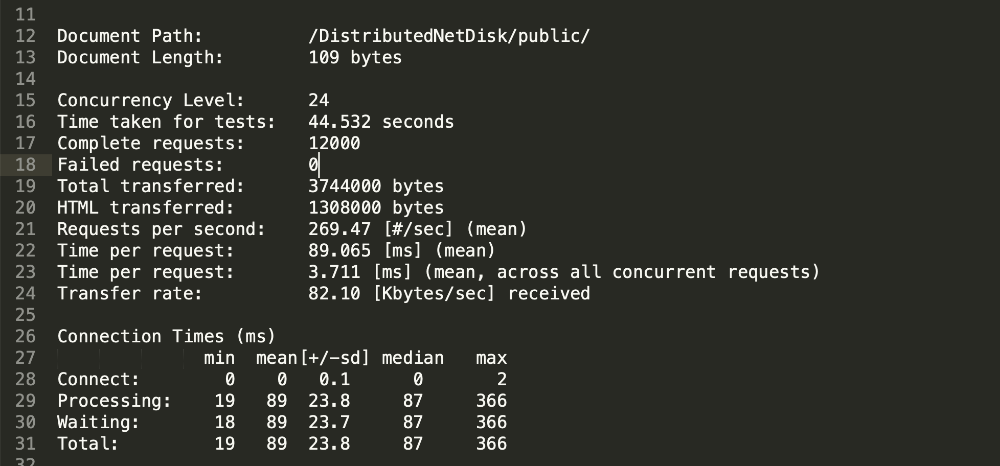 11
12 Document Path:          /DistributedNetDisk/public/
13 Document Length:        109 bytes
14
15 Concurrency Level:      24
16 Time taken for tests:   44.532 seconds
17 Complete requests:      12000
18 Failed requests:        0
19 Total transferred:      3744000 bytes
20 HTML transferred:       1308000 bytes
21 Requests per second:    269.47 [#/sec] (mean)
22 Time per request:       89.065 [ms] (mean)
23 Time per request:       3.711 [ms] (mean, across all concurrent requests)
24 Transfer rate:          82.10 [Kbytes/sec] received
25
26 Connection Times (ms)
27               min  mean[+/-sd] median   max
28 Connect:        0    0   0.1      0       2
29 Processing:    19   89  23.8     87     366
30 Waiting:       18   89  23.7     87     366
31 Total:         19   89  23.8     87     366
32